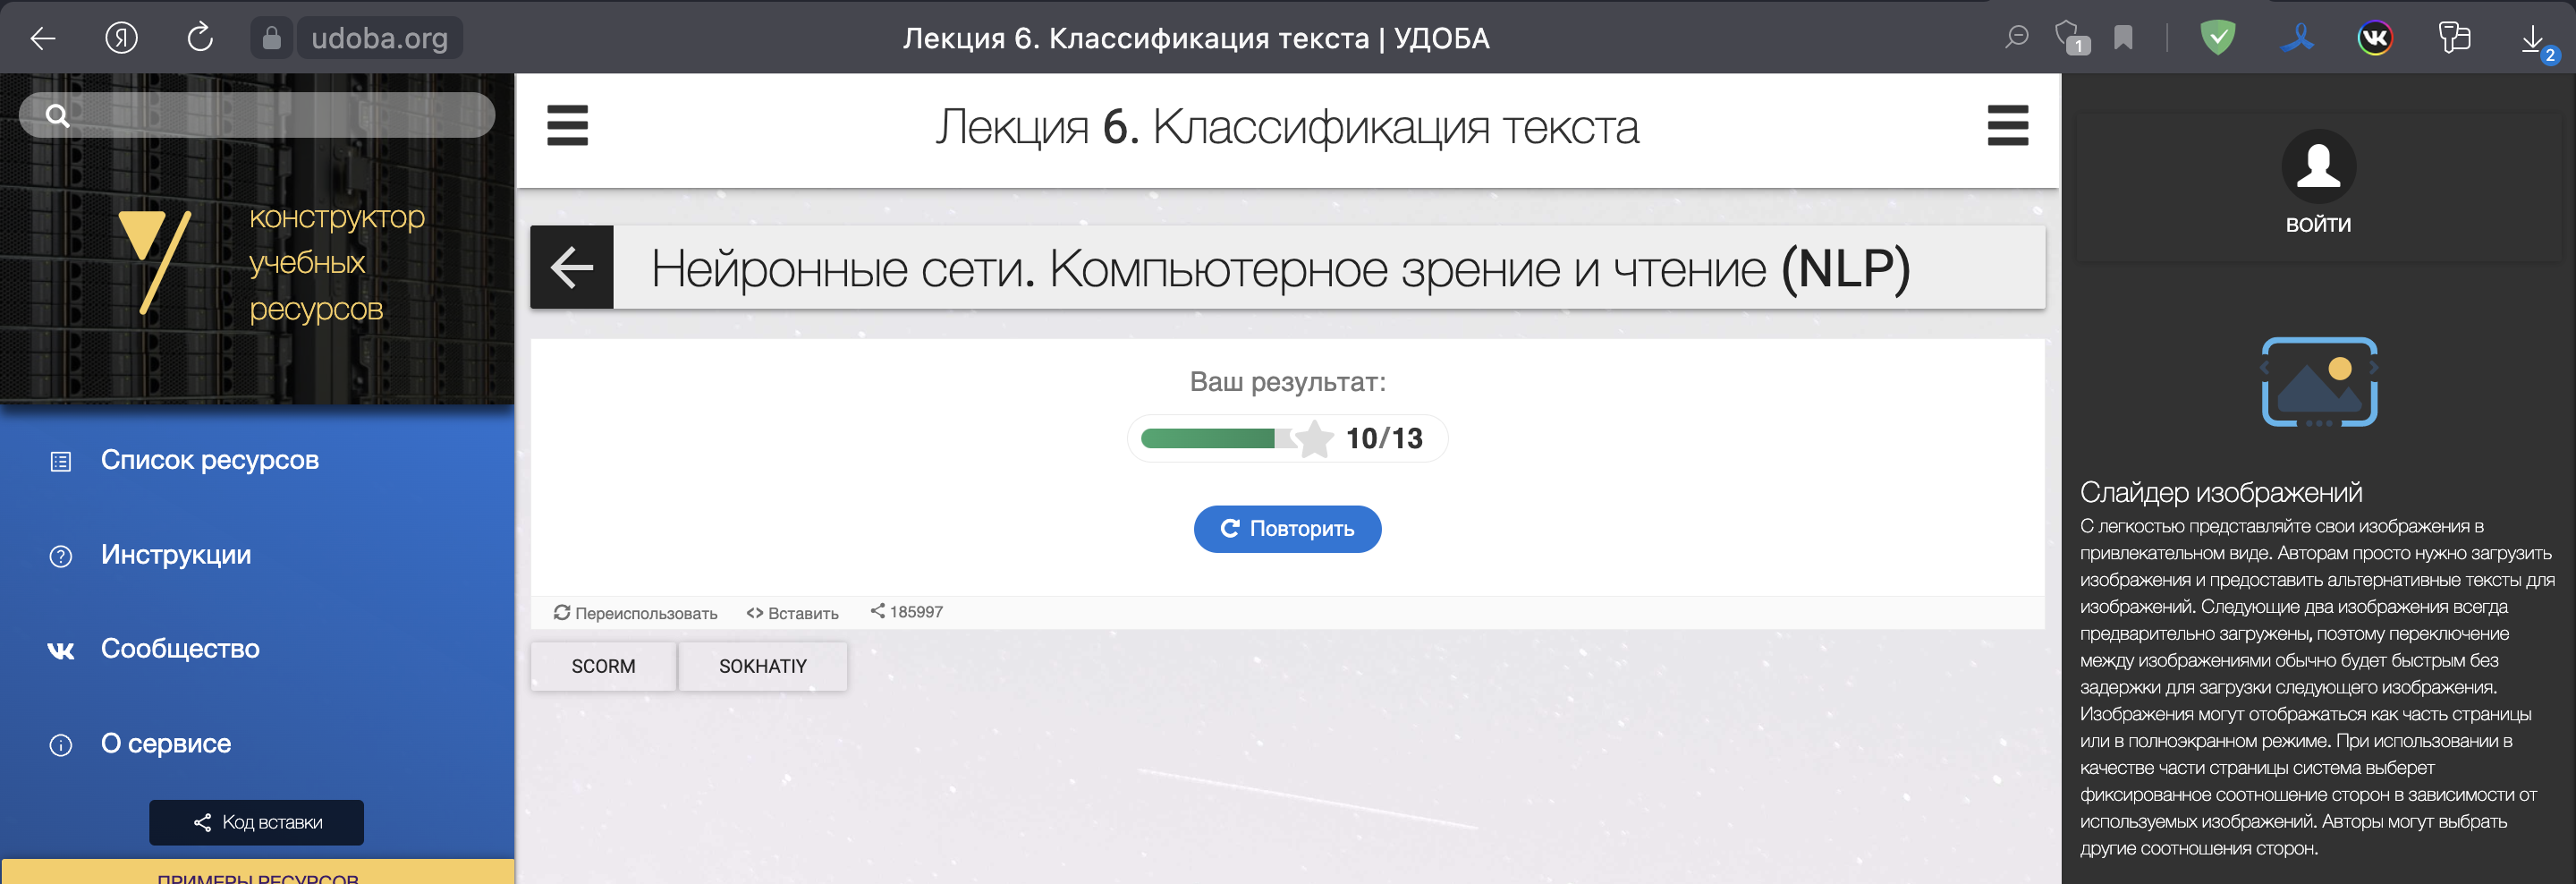 udoba.org
Лекция 6. Классификация текста | УДОБА
1
2
конструктор
учебных
ресурсов
Список ресурсов
Инструкции
Сообщество
О сервисе
Код вставки
ПРИМЕРЫ РЕСУРСОВ
Лекция 6. Классификация текста
Нейронные сети. Компьютерное зрение и чтение (NLP)
Ваш результат:
10/13
Повторить
Переиспользовать
<> Вставить
185997
SCORM
SOKHATIY
ВОЙТИ
Слайдер изображений
С легкостью представляйте свои изображения в
привлекательном виде. Авторам просто нужно загрузить
изображения и предоставить альтернативные тексты для
изображений. Следующие два изображения всегда
предварительно загружены, поэтому переключение
между изображениями обычно будет быстрым без
задержки для загрузки следующего изображения.
Изображения могут отображаться как часть страницы
или в полноэкранном режиме. При использовании в
качестве части страницы система выберет
фиксированное соотношение сторон в зависимости от
используемых изображений. Авторы могут выбрать
другие соотношения сторон.